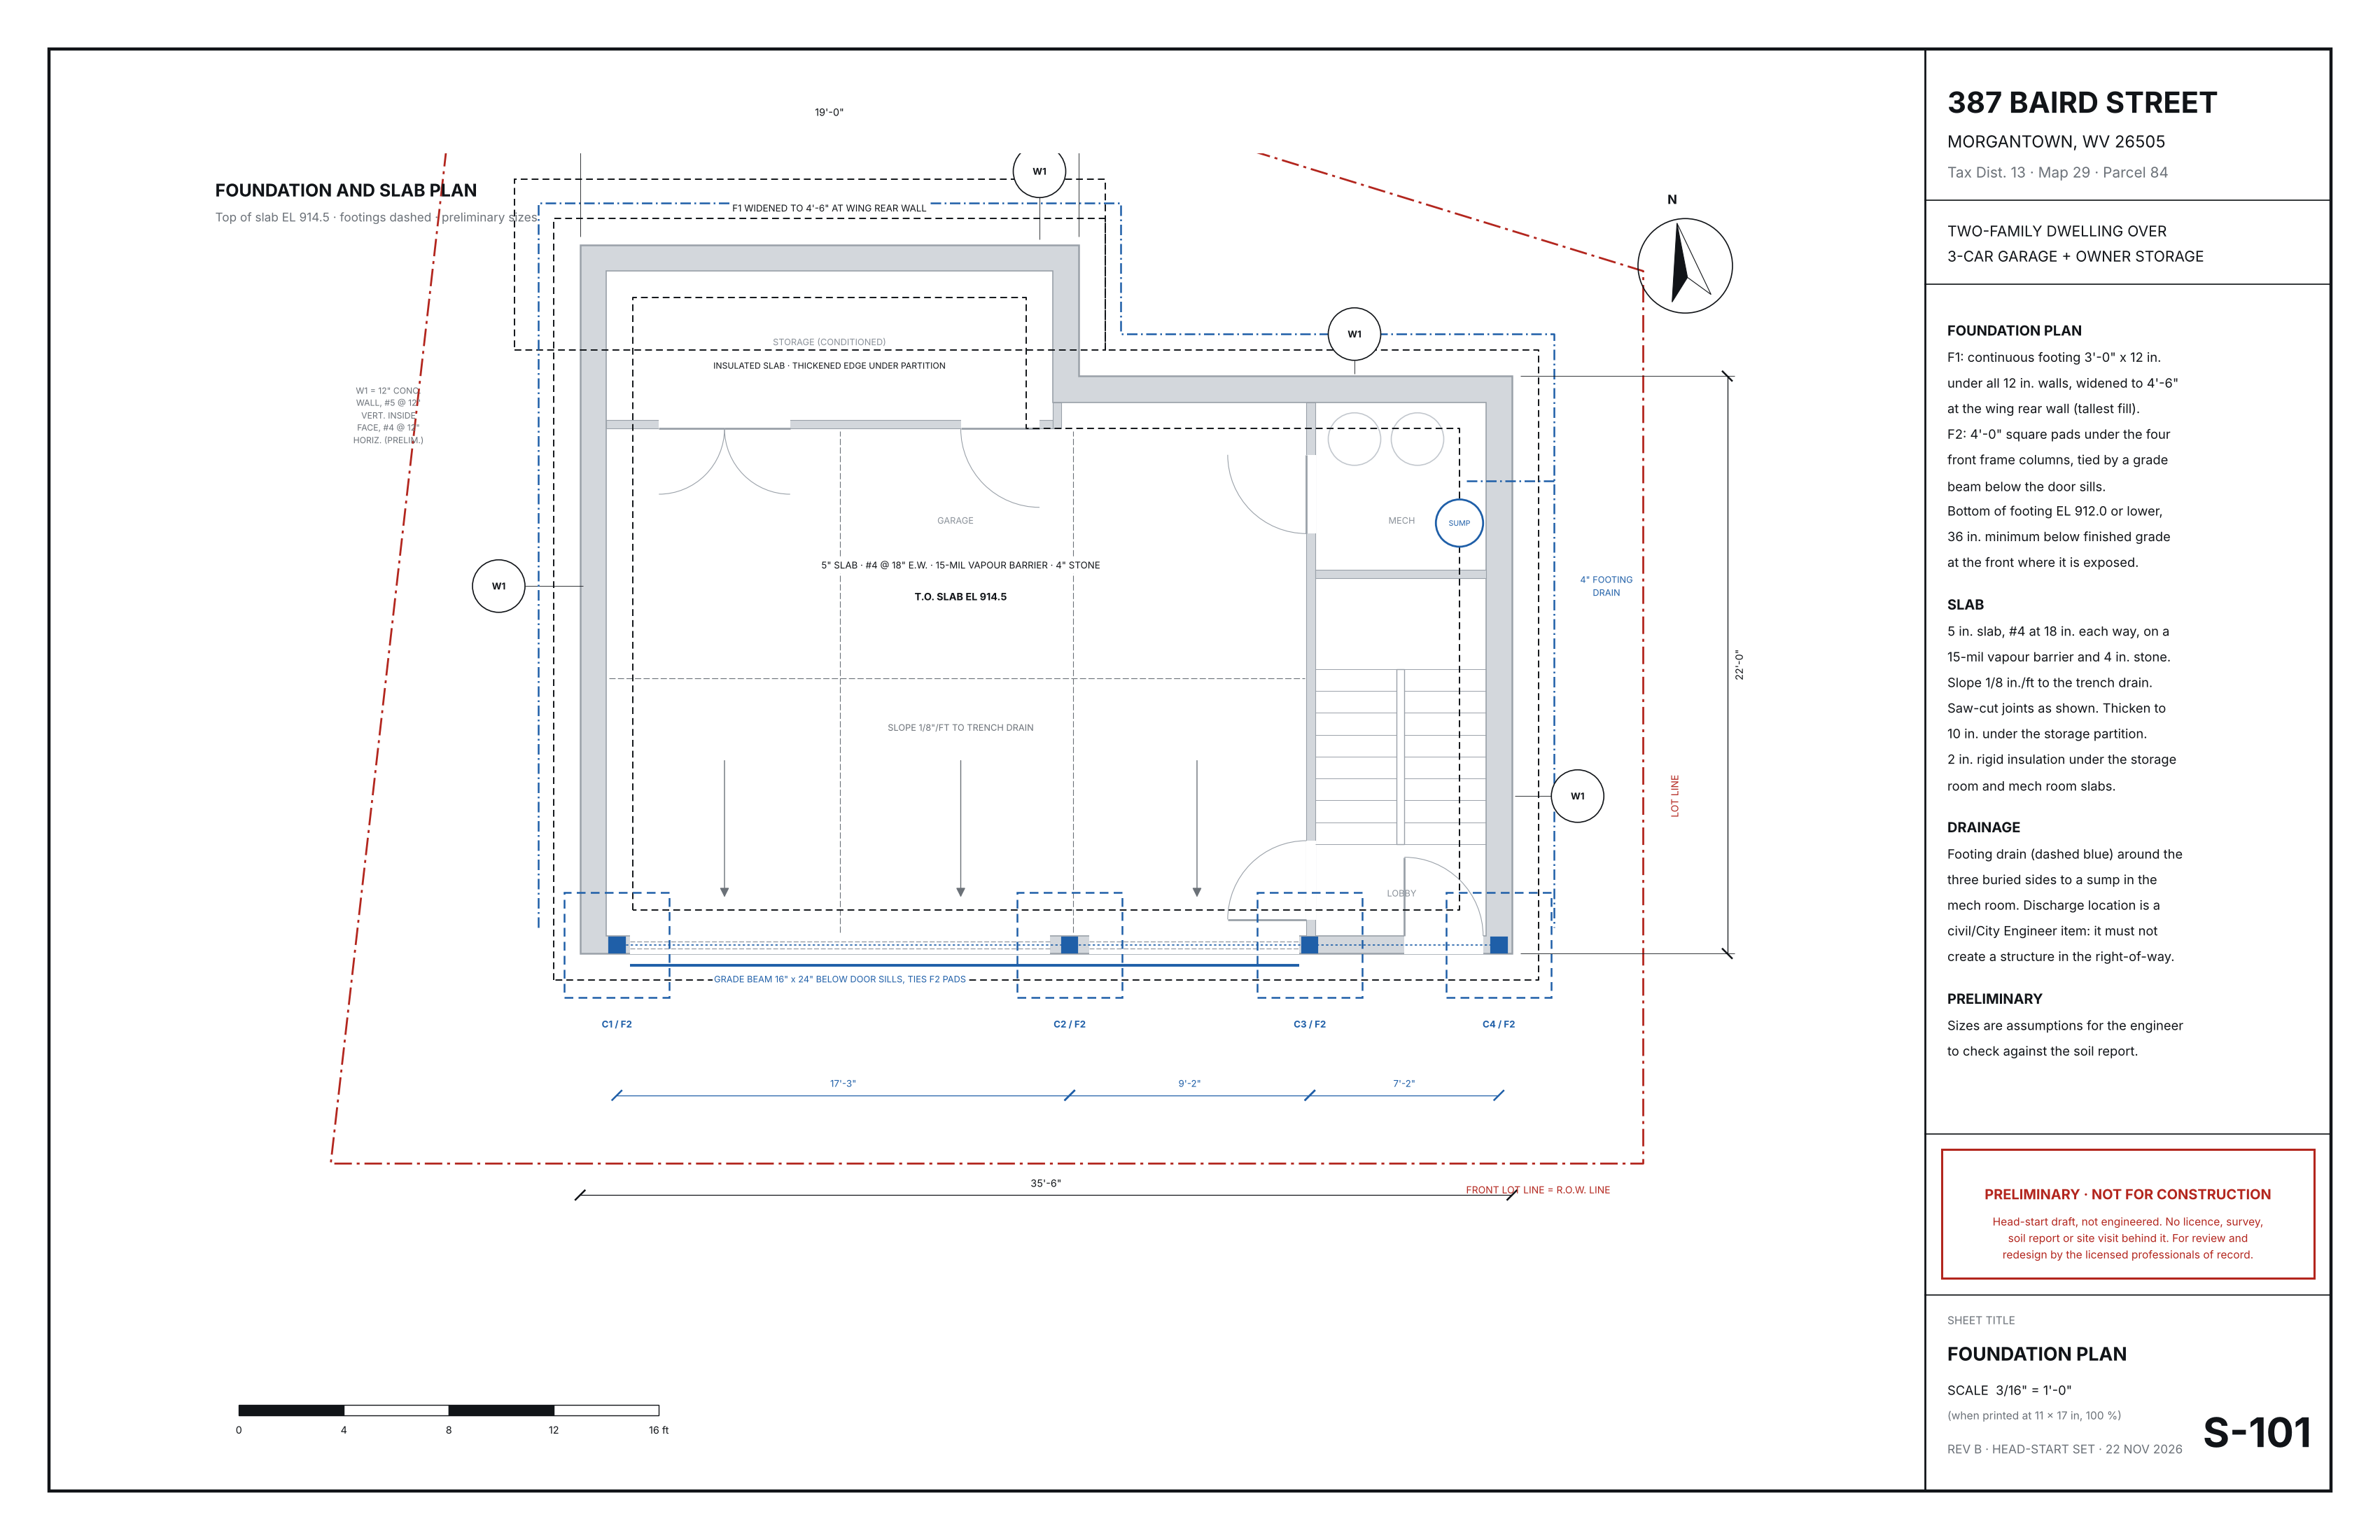 19'-0"
W1
FOUNDATION AND SLAB PLAN
Top of slab EL 914.5 · footings dashed · preliminary sizes
F1 WIDENED TO 4'-6" AT WING REAR WALL
N
W1
STORAGE (CONDITIONED)
INSULATED SLAB · THICKENED EDGE UNDER PARTITION
W1 = 12" CONC.
WALL, #5 @ 12"
VERT. INSIDE
FACE, #4 @ 12"
HORIZ. (PRELIM.)
GARAGE
MECH
SUMP
5" SLAB · #4 @ 18" E.W. · 15-MIL VAPOUR BARRIER · 4" STONE
T.O. SLAB EL 914.5
W1
4" FOOTING
DRAIN
22'-0"
SLOPE 1/8"/FT TO TRENCH DRAIN
W1
LOT LINE
LOBBY
GRADE BEAM 16" x 24" BELOW DOOR SILLS, TIES F2 PADS
C1 / F2
C2 / F2
C3 / F2
C4 / F2
17'-3"
9'-2"
7'-2"
35'-6"
FRONT LOT LINE = R.O.W. LINE
0
4
8
12
16 ft
387 BAIRD STREET
MORGANTOWN, WV 26505
Tax Dist. 13 · Map 29 · Parcel 84
TWO-FAMILY DWELLING OVER
3-CAR GARAGE + OWNER STORAGE
FOUNDATION PLAN
F1: continuous footing 3'-0" x 12 in.
under all 12 in. walls, widened to 4'-6"
at the wing rear wall (tallest fill).
F2: 4'-0" square pads under the four
front frame columns, tied by a grade
beam below the door sills.
Bottom of footing EL 912.0 or lower,
36 in. minimum below finished grade
at the front where it is exposed.
SLAB
5 in. slab, #4 at 18 in. each way, on a
15-mil vapour barrier and 4 in. stone.
Slope 1/8 in./ft to the trench drain.
Saw-cut joints as shown. Thicken to
10 in. under the storage partition.
2 in. rigid insulation under the storage
room and mech room slabs.
DRAINAGE
Footing drain (dashed blue) around the
three buried sides to a sump in the
mech room. Discharge location is a
civil/City Engineer item: it must not
create a structure in the right-of-way.
PRELIMINARY
Sizes are assumptions for the engineer
to check against the soil report.
PRELIMINARY · NOT FOR CONSTRUCTION
Head-start draft, not engineered. No licence, survey,
soil report or site visit behind it. For review and
redesign by the licensed professionals of record.
SHEET TITLE
FOUNDATION PLAN
SCALE 3/16" = 1'-0"
(when printed at 11 × 17 in, 100 %)
REV B · HEAD-START SET · 22 NOV 2026
S-101